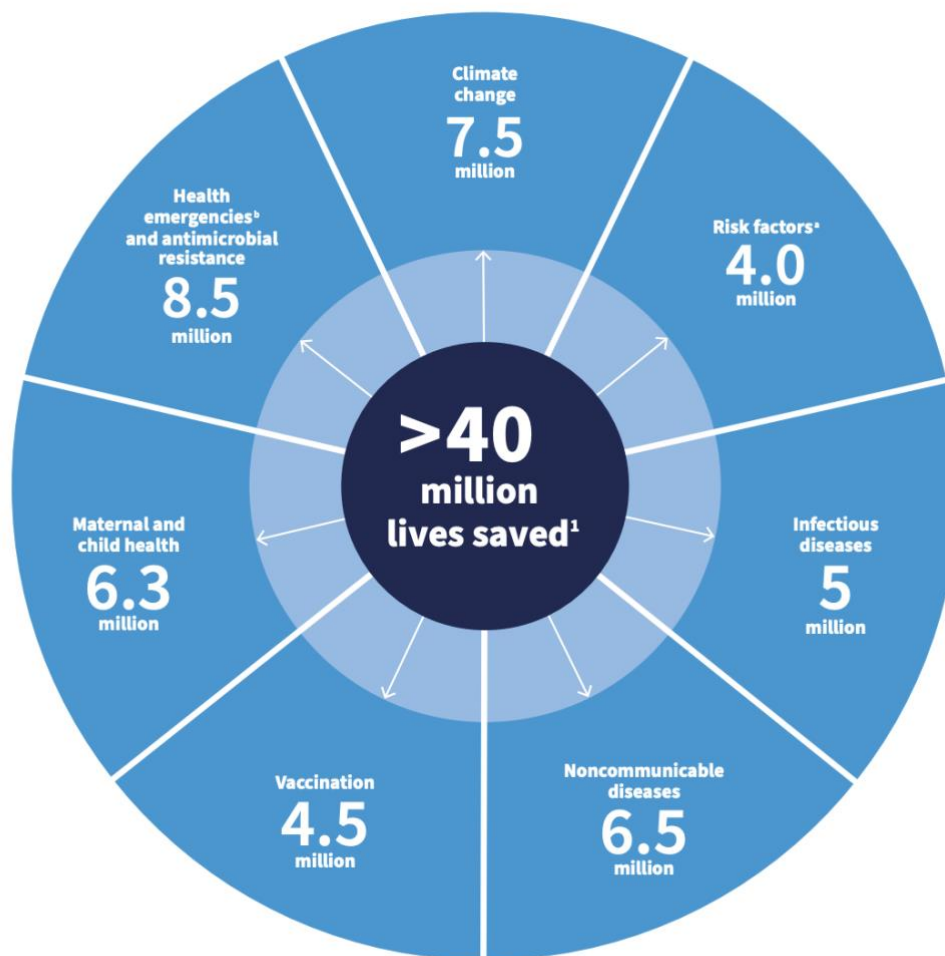 Climate
change
7.5
million
Risk factorsᵃ
4.0
million
Infectious
diseases
5
million
Noncommunicable
diseases
6.5
million
Vaccination
4.5
million
Maternal and
child health
6.3
million
Health
emergenciesᵇ
and antimicrobial
resistance
8.5
million
>40
million
lives saved¹